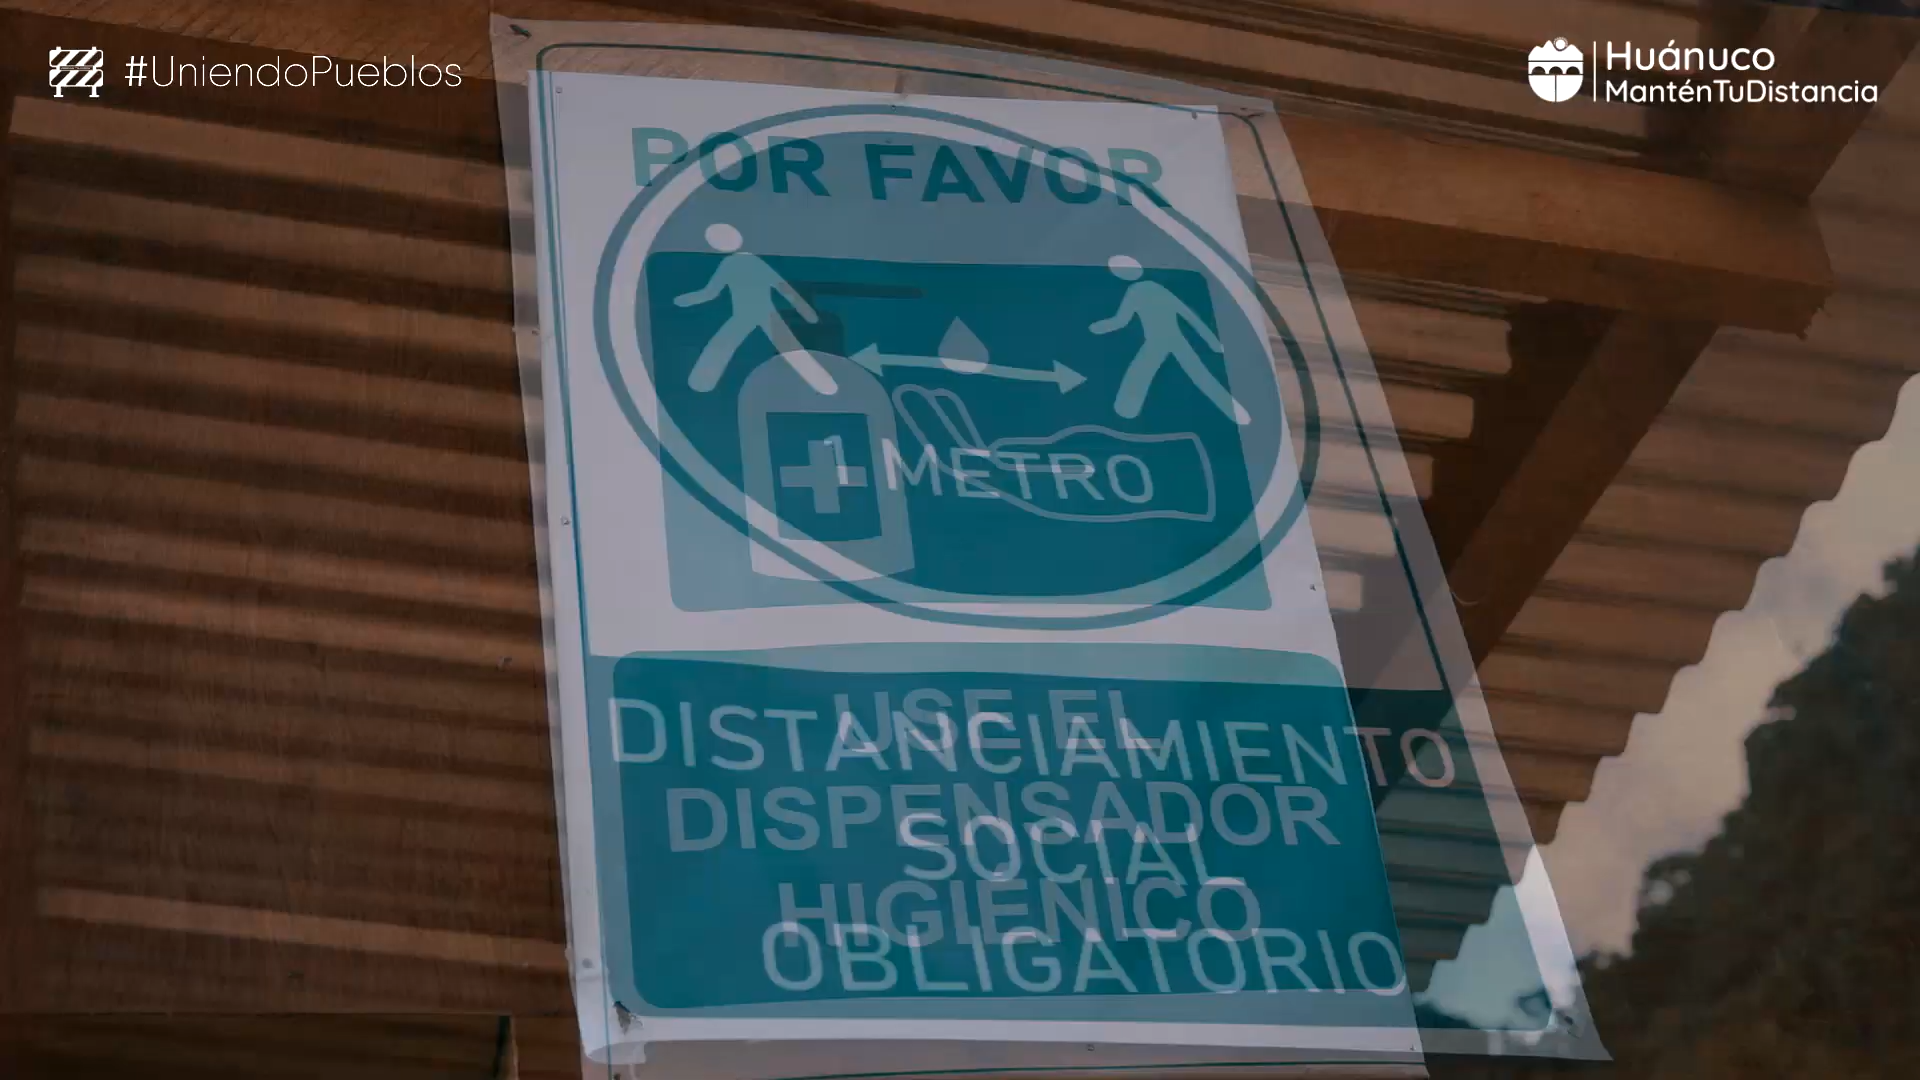 #UniendoPueblos
Huánuco
ManténTuDistancia
POR FAVOR
1 METRO
USE EL
DISPENSADOR
HIGIENICO
DISTANCIAMIENTO
SOCIAL
OBLIGATORIO